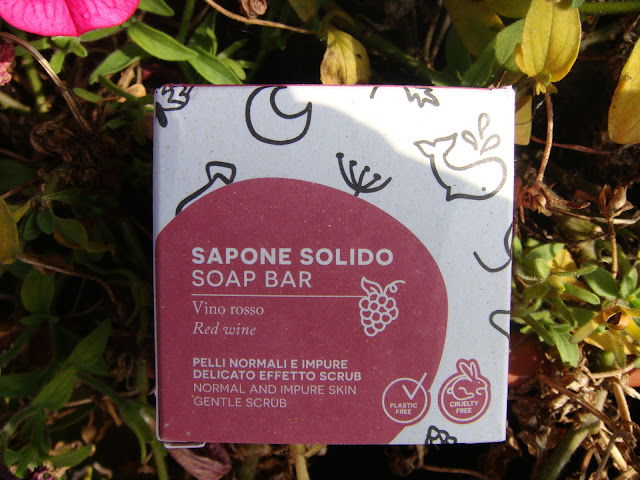 SAPONE SOLIDO
SOAP BAR
Vino rosso
Red wine
PELLI NORMALI E IMPURE
DELICATO EFFETTO SCRUB
NORMAL AND IMPURE SKIN
GENTLE SCRUB
PLASTIC
FREE
CRUELTY
FREE